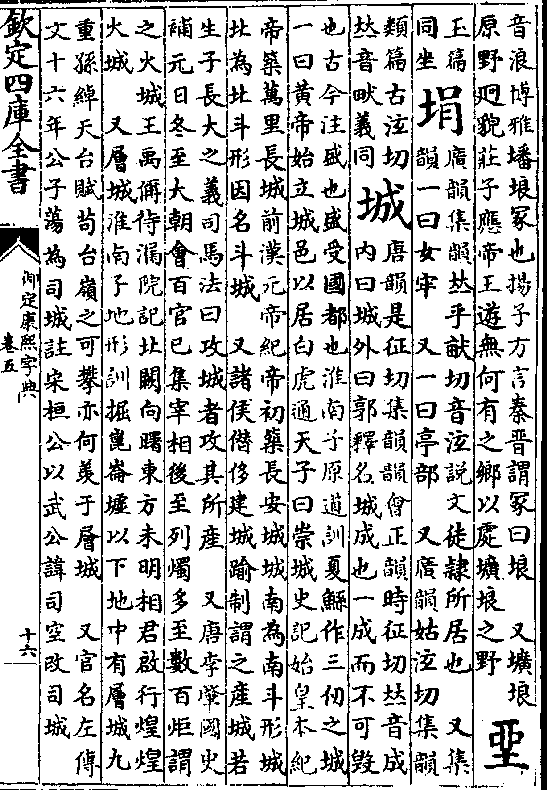 音浪博雅墦埌冢也揚子方言秦晉謂冢曰埌　又壙埌
原野迥貌莊子應帝王遊無何有之鄉以處壙埌之野　垔
玉篇
同坐　埍　廣韻集韻𠀤乎畎切音泫說文徒隸所居也　又集
韻一曰女牢　又一曰亭部　又廣韻姑泫切集韻
類篇古泫切
𠀤音畎義同　城　唐韻是征切集韻韻會正韻時征切𠀤音成
內曰城外曰郭釋名城成也一成而不可毀
也古今注盛也盛受國都也淮南子原道訓夏鯀作三仞之城
一曰黃帝始立城邑以居白虎通天子曰崇城史記始皇本紀
帝築萬里長城前漢元帝紀帝初築長安城城南為南斗形城
北為北斗形因名斗城　又諸侯僭侈建城踰制謂之產城若
生子長大之義司馬法曰攻城者攻其所產　又唐李肇國史
補元日冬至大朝會百官已集宰相後至列燭多至數百炬謂
之火城王禹偁待漏院記北闕向曙東方未明相君啟行煌煌
火城　又層城淮南子地形訓掘崑崙墟以下地中有層城九
重孫綽天台賦苟台嶺之可攀亦何羨于層城　又官名左傳
文十六年公子蕩為司城註宋桓公以武公諱司空改司城
欽定四庫全書
御定康熙字典
卷五
十六